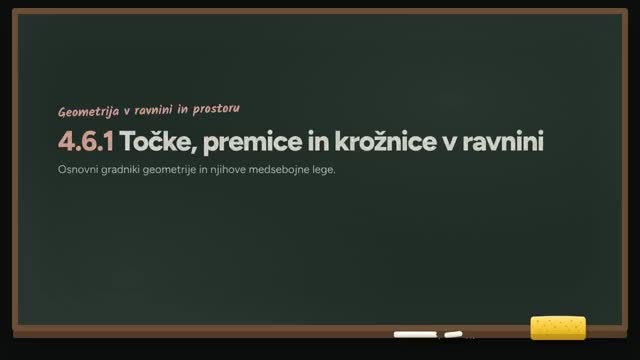 Geometrija v ravnini in prostoru
4.6.1 Točke, premice in krožnice v ravnini
Osnovni gradniki geometrije in njihove medsebojne lege.